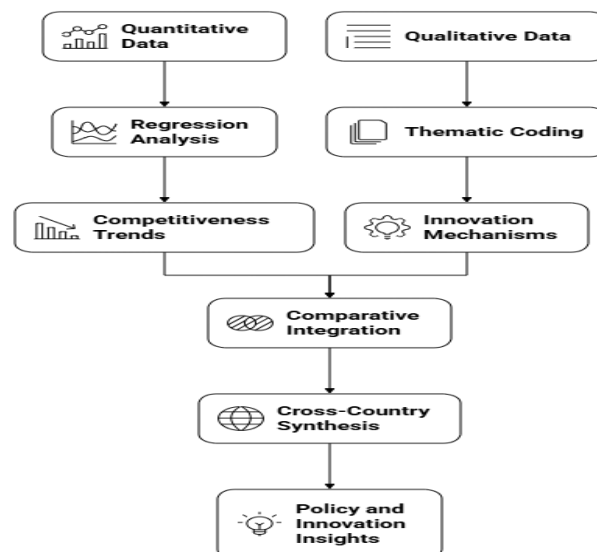 Quantitative
Data
Qualitative Data
Regression
Analysis
Thematic Coding
Competitiveness
Trends
Innovation
Mechanisms
Comparative
Integration
Cross-Country
Synthesis
Policy and
Innovation
Insights